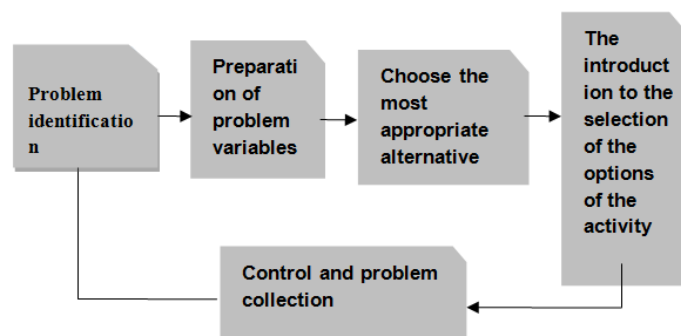 Problem
identificatio
n
Preparati
on of
problem
variables
Choose the
most
appropriate
alternative
The
introduct
ion to the
selection
of the
options
of the
activity
Control and problem
collection